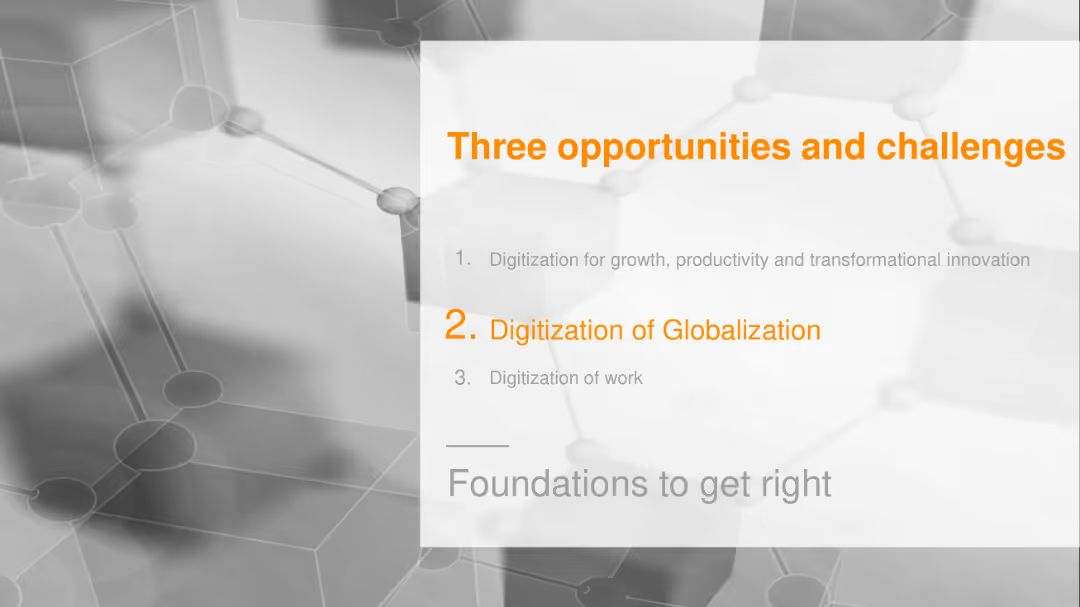 Three opportunities and challenges
1. Digitization for growth, productivity and transformational innovation
2. Digitization of Globalization
3. Digitization of work
Foundations to get right